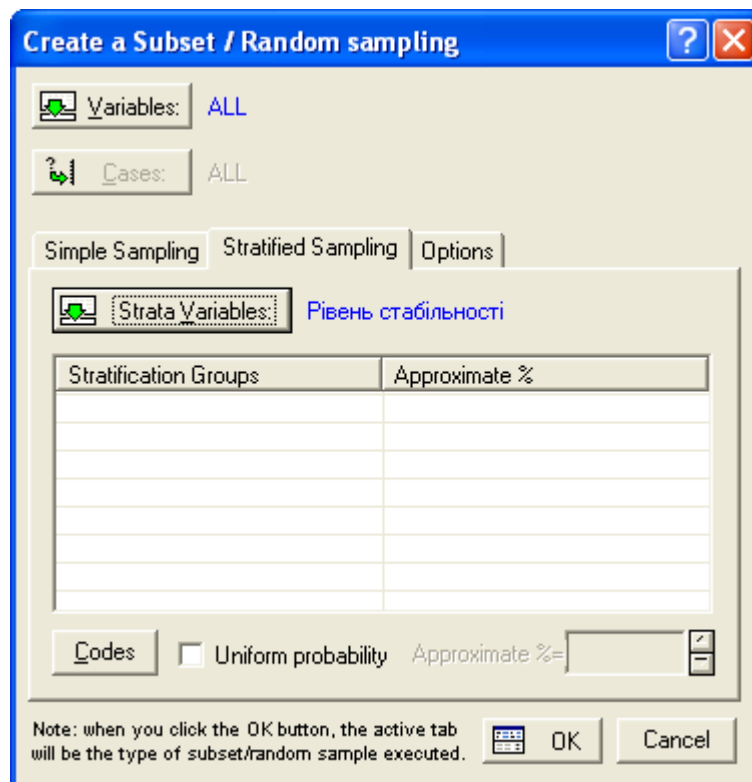 Create a Subset / Random sampling
Variables: ALL
Cases: ALL
Simple Sampling Stratified Sampling Options
Strata Variables: Рівень стабільності
Stratification Groups Approximate %
Codes Uniform probability Approximate %=
Note: when you click the OK button, the active tab
will be the type of subset/random sample executed.
OK Cancel